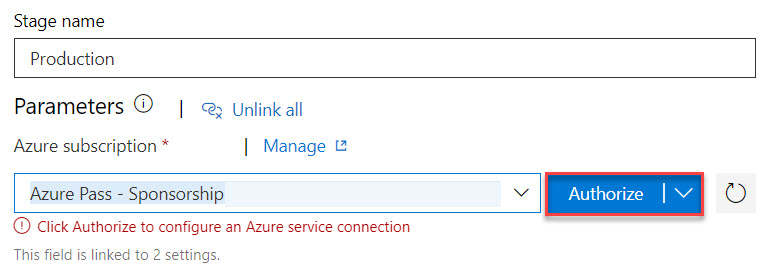 Stage name
Production
Parameters | Unlink all
Azure subscription * | Manage
Azure Pass - Sponsorship Authorize
Click Authorize to configure an Azure service connection
This field is linked to 2 settings.